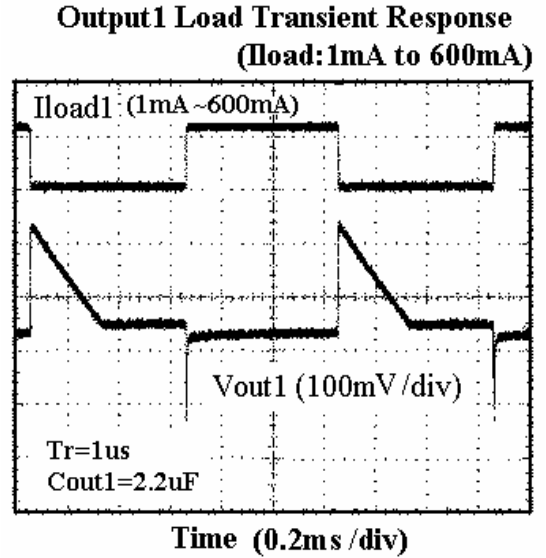 Output1 Load Transient Response
(Iload:1mA to 600mA)
Iload1 (1mA~600mA)
Vout1 (100mV/div)
Tr=1us
Cout1=2.2uF
Time (0.2ms/div)